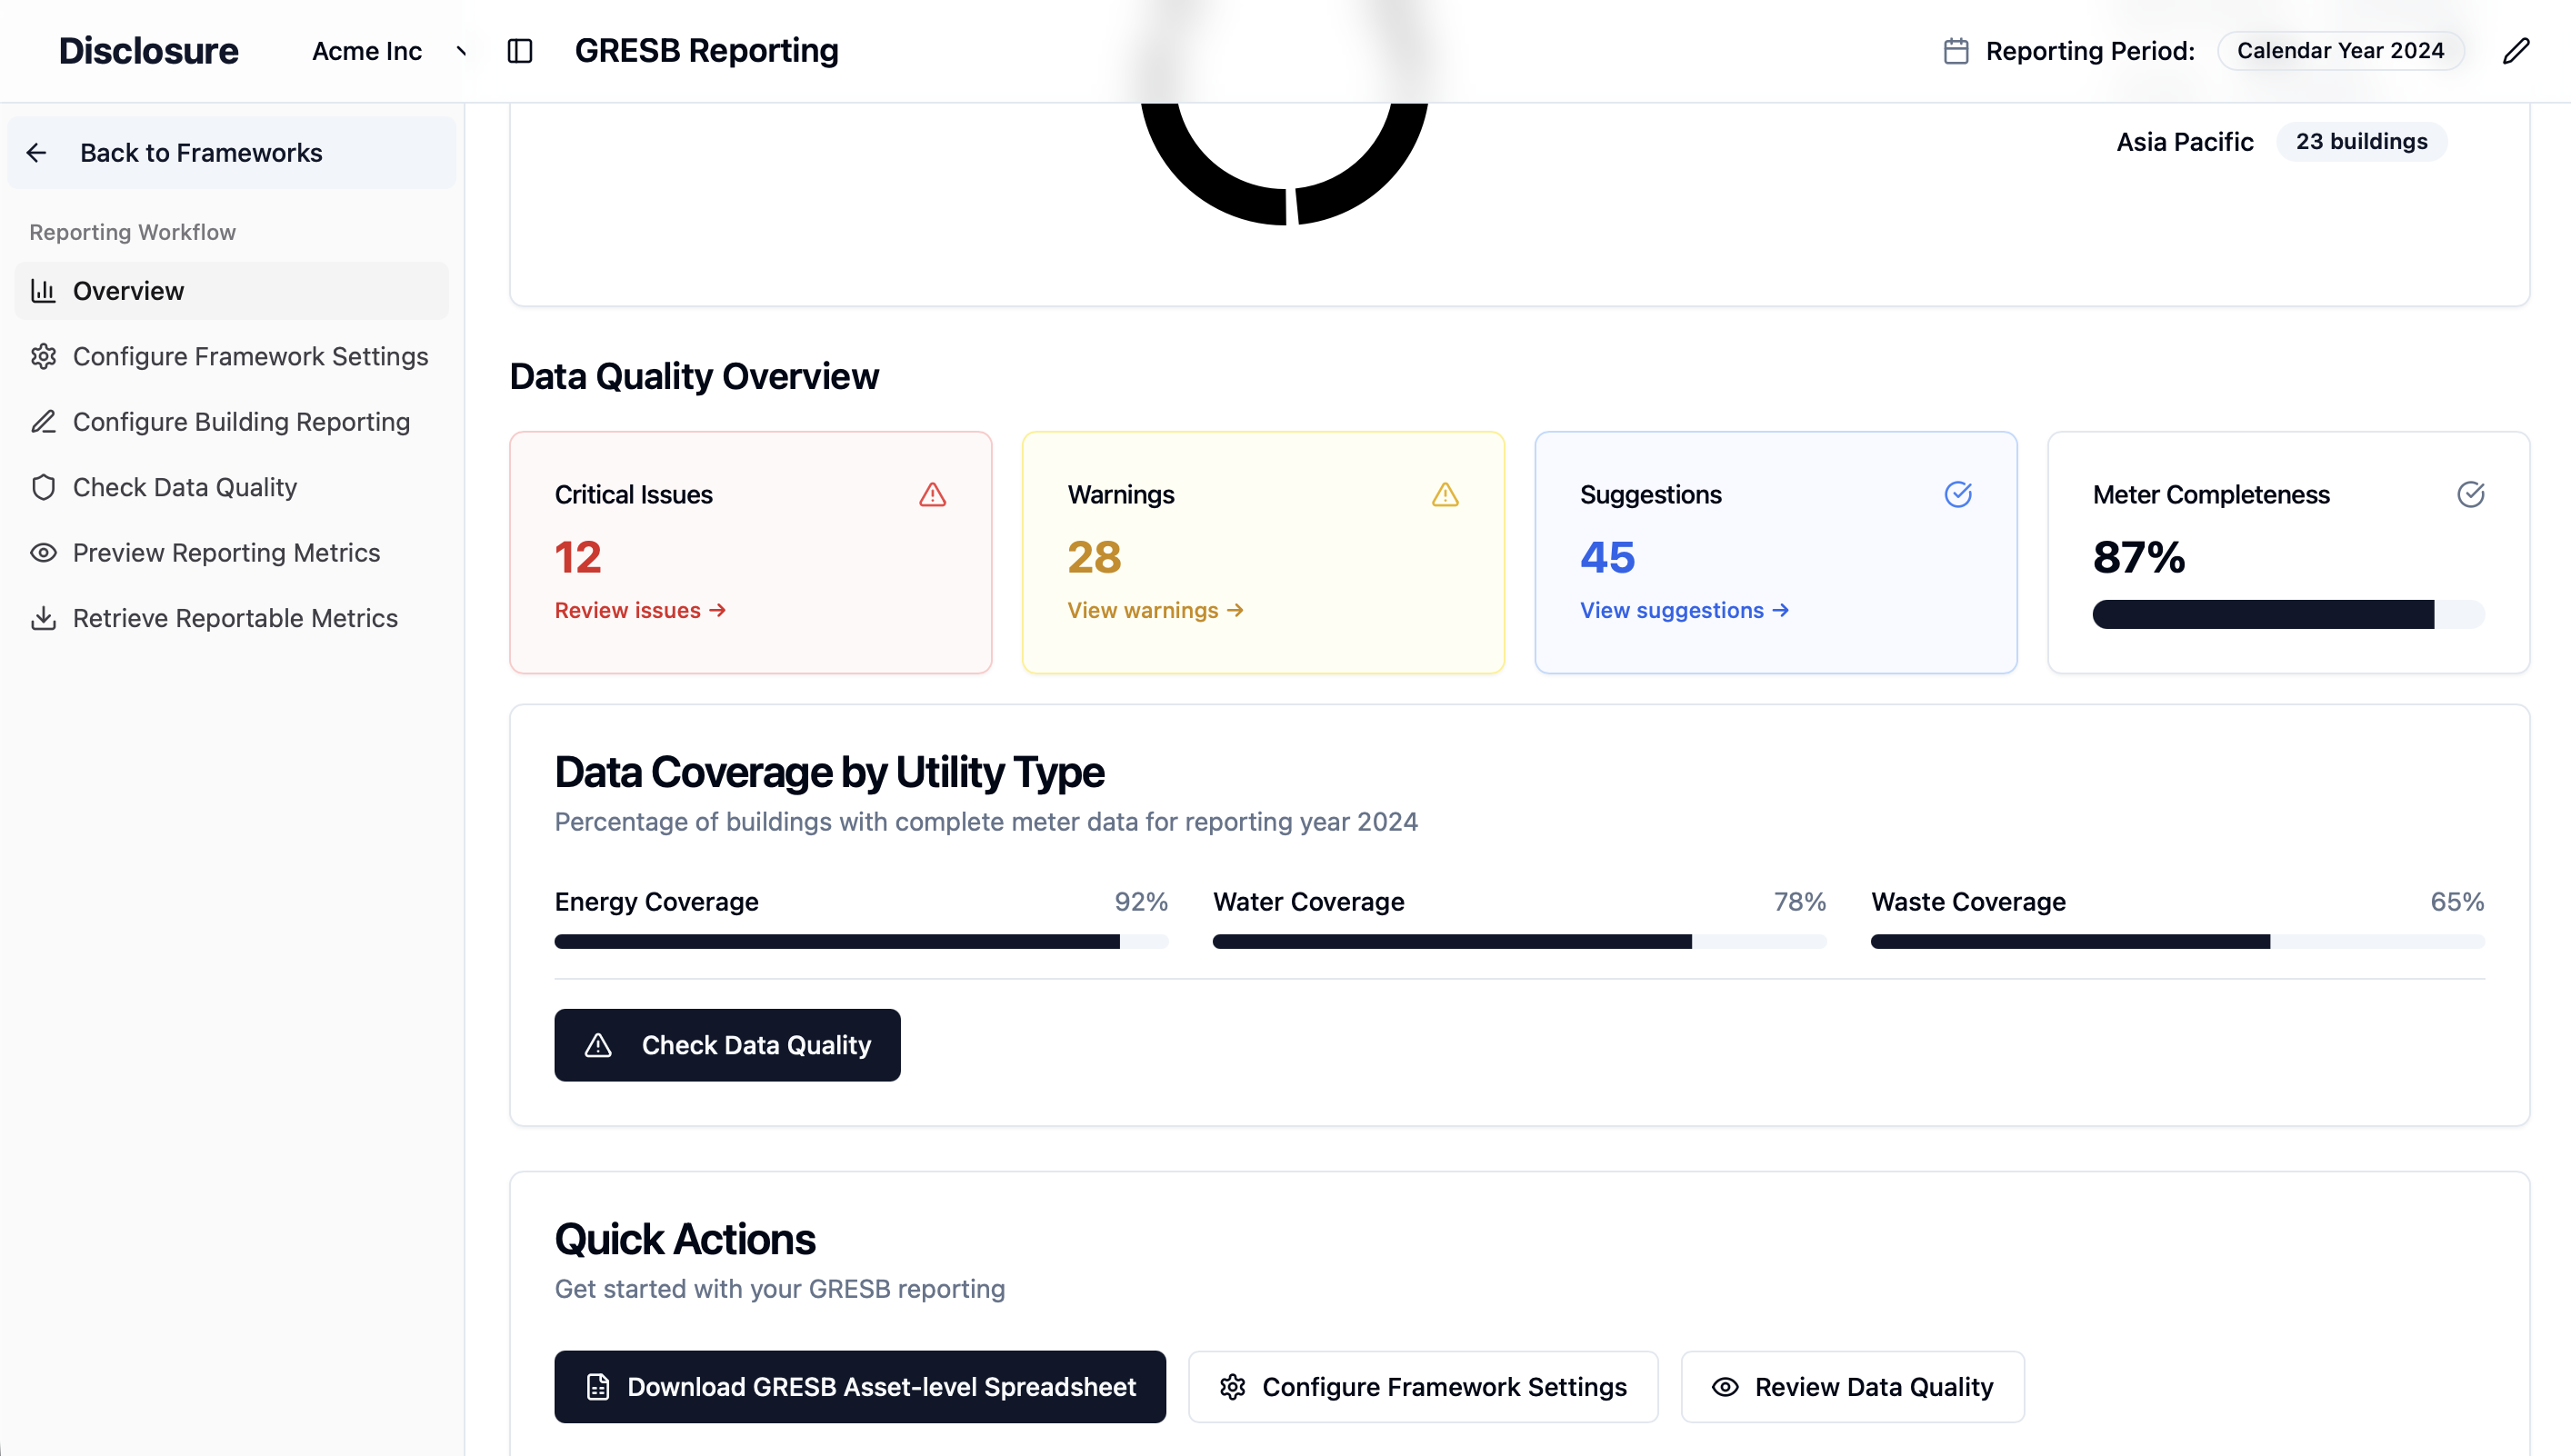 Disclosure
Acme Inc
GRESB Reporting
Reporting Period:
Calendar Year 2024
Back to Frameworks
Reporting Workflow
Overview
Configure Framework Settings
Configure Building Reporting
Check Data Quality
Preview Reporting Metrics
Retrieve Reportable Metrics
Asia Pacific
23 buildings
Data Quality Overview
Critical Issues
12
Review issues →
Warnings
28
View warnings →
Suggestions
45
View suggestions →
Meter Completeness
87%
Data Coverage by Utility Type
Percentage of buildings with complete meter data for reporting year 2024
Energy Coverage
92%
Water Coverage
78%
Waste Coverage
65%
Check Data Quality
Quick Actions
Get started with your GRESB reporting
Download GRESB Asset-level Spreadsheet
Configure Framework Settings
Review Data Quality